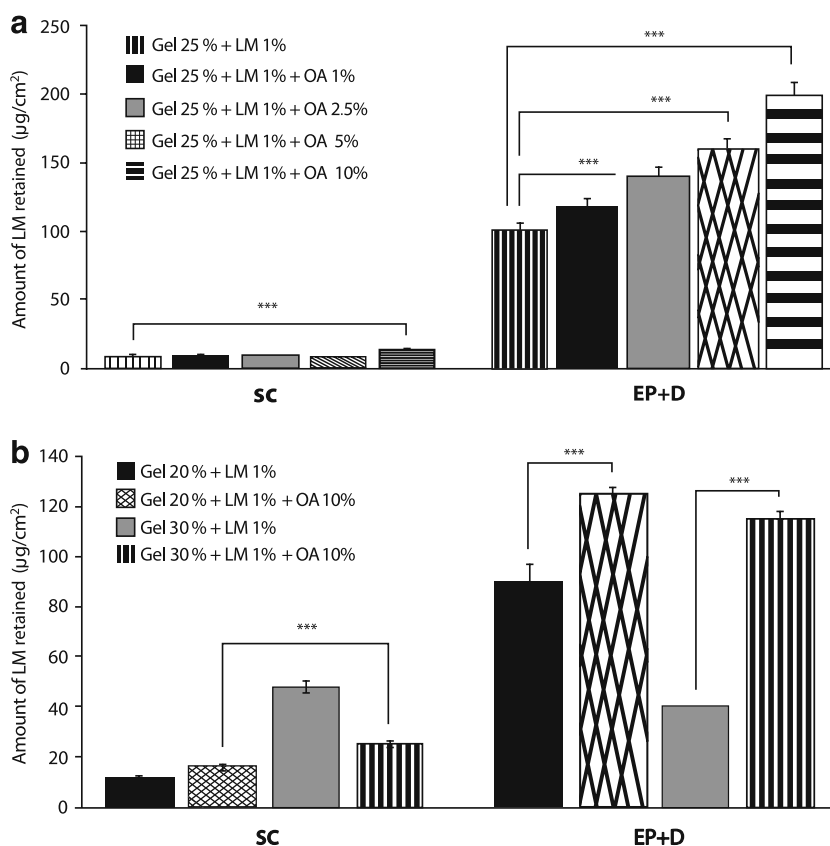 a
Amount of LM retained (µg/cm²)
250
200
150
100
50
0
Gel 25 % + LM 1%
Gel 25 % + LM 1% + OA 1%
Gel 25 % + LM 1% + OA 2.5%
Gel 25 % + LM 1% + OA 5%
Gel 25 % + LM 1% + OA 10%
***
***
***
***
SC
EP+D
b
Amount of LM retained (µg/cm²)
140
120
100
80
60
40
20
0
Gel 20 % + LM 1%
Gel 20 % + LM 1% + OA 10%
Gel 30 % + LM 1%
Gel 30 % + LM 1% + OA 10%
***
***
***
SC
EP+D